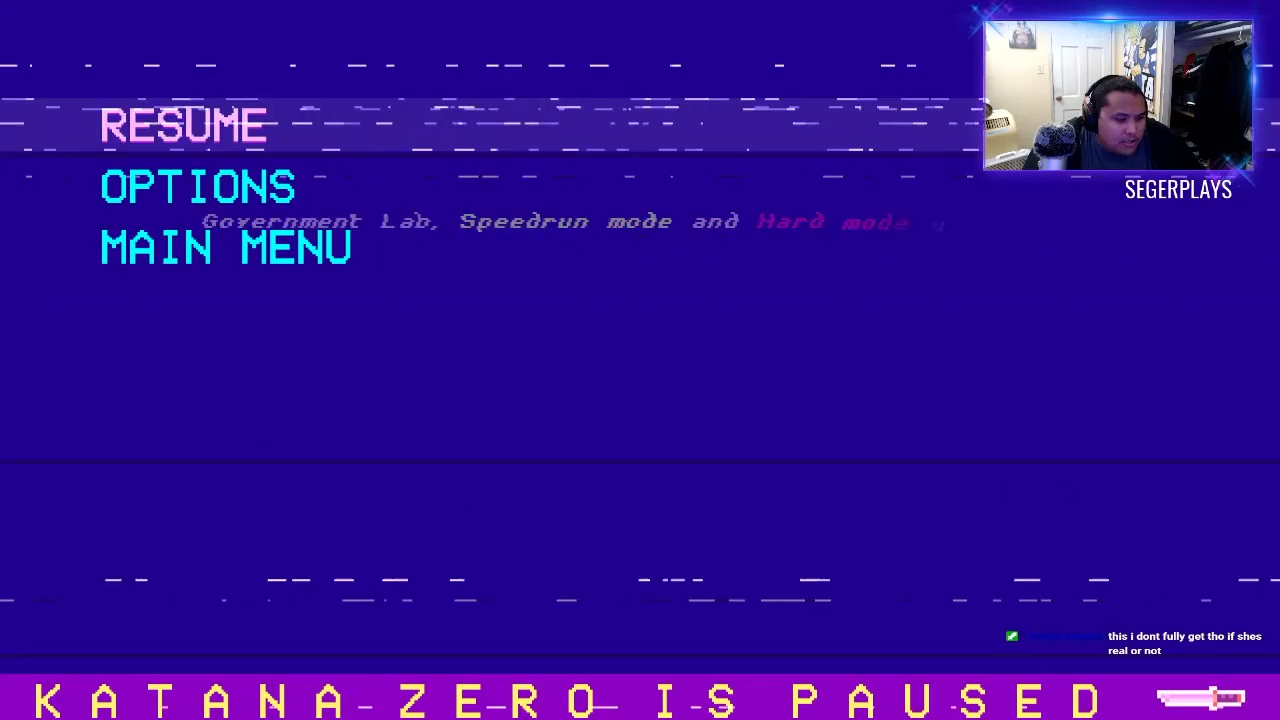 RESUME
OPTIONS
Government Lab, Speedrun mode and Hard mode
MAIN MENU
SEGERPLAYS
this i dont fully get tho if shes
real or not
KATANA ZERO IS PAUSED